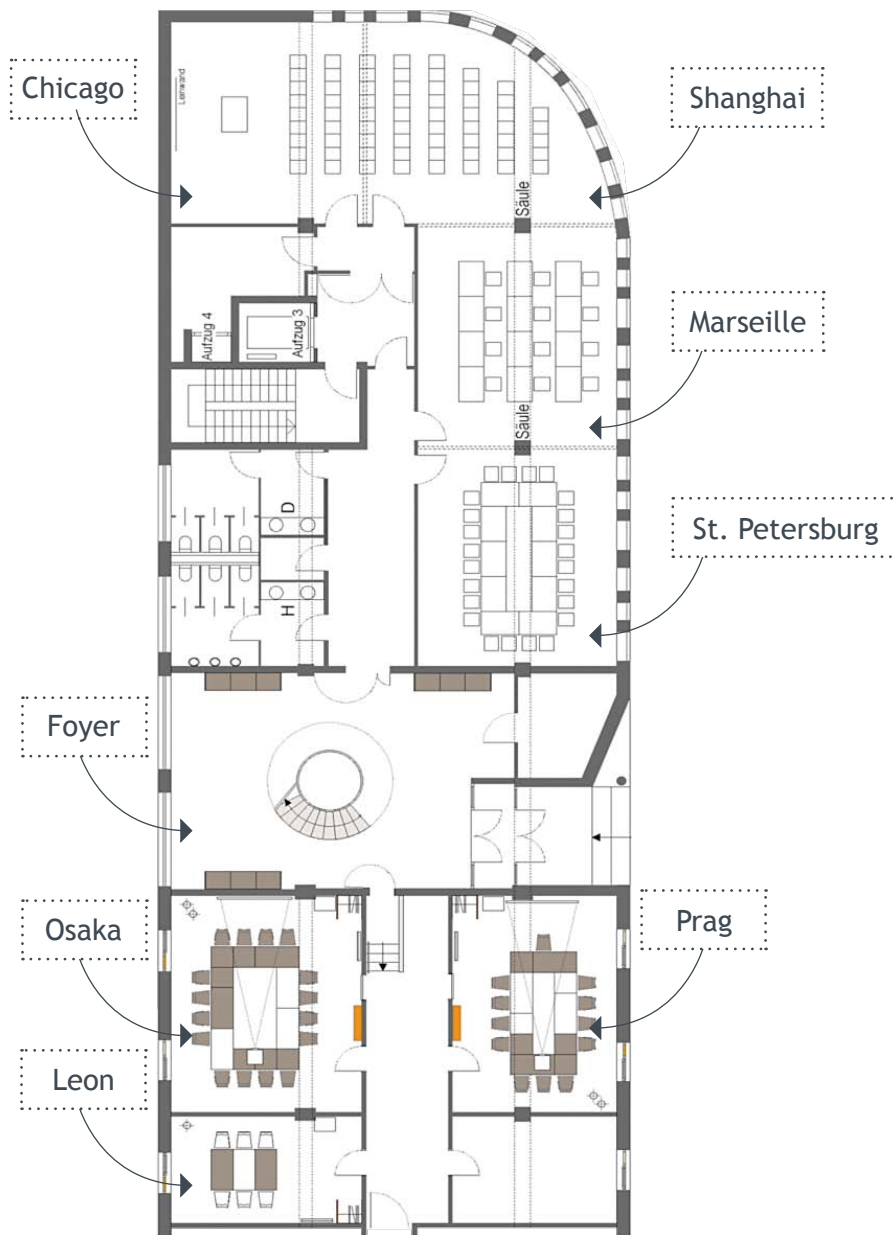 Chicago
Leinwand
Shanghai
Säule
Marseille
Aufzug 4
Aufzug 3
Säule
St. Petersburg
D
H
Foyer
Osaka
Prag
Leon